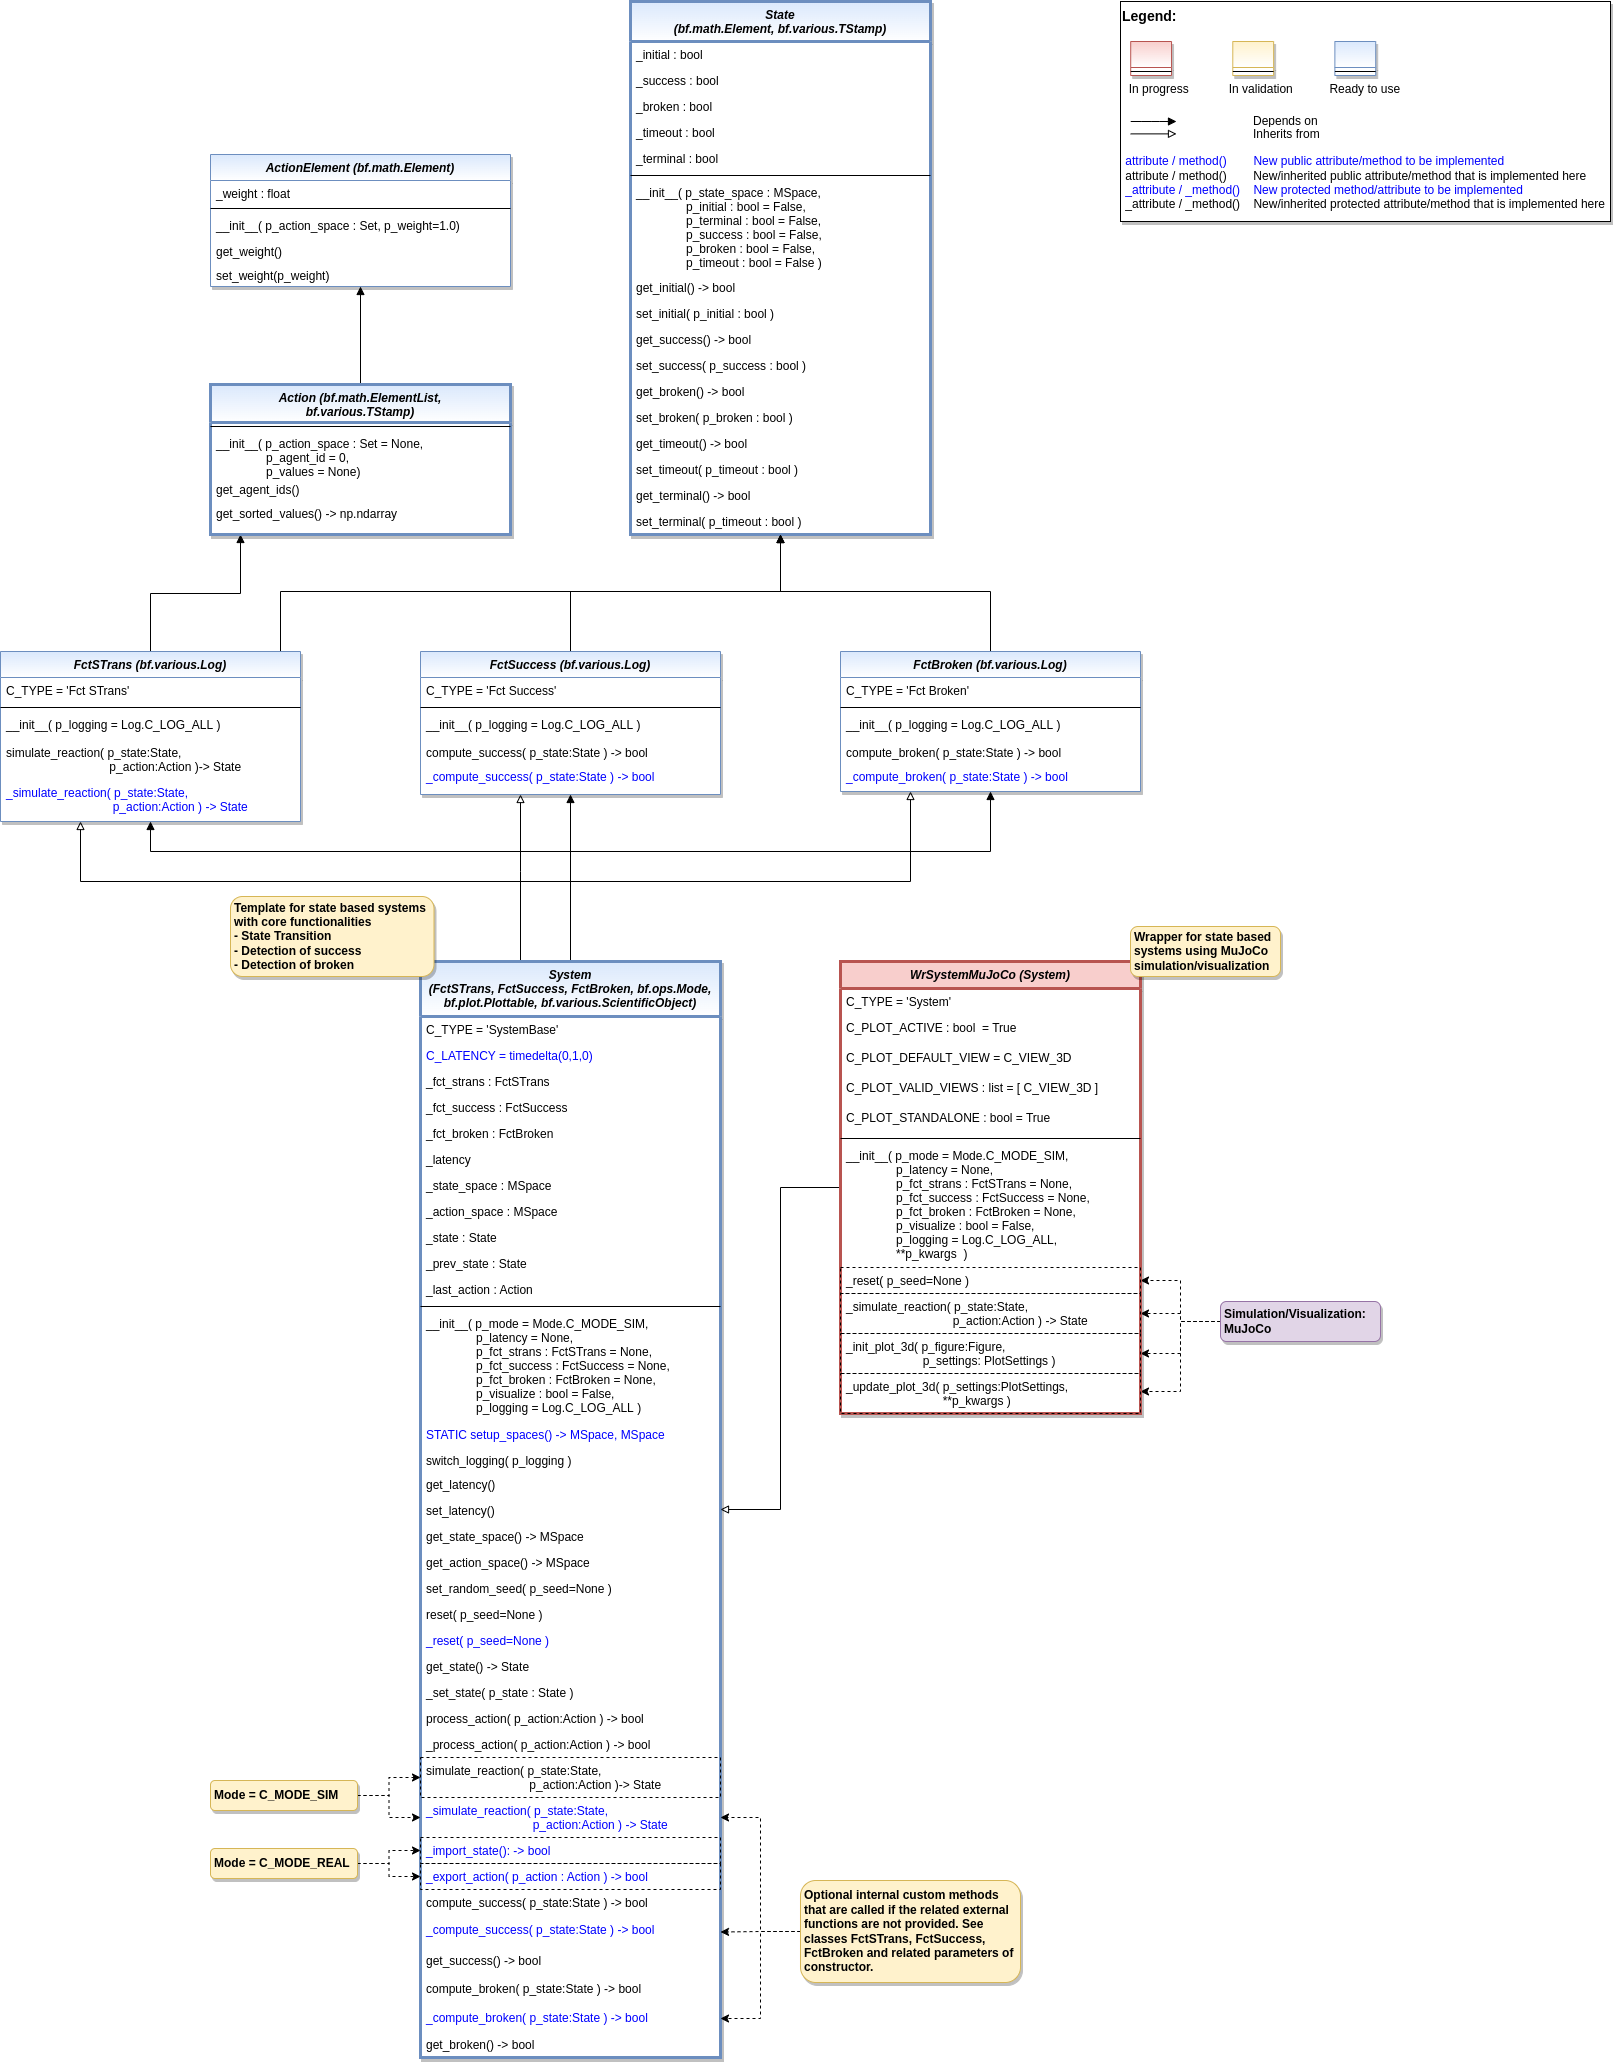 State
(bf.math.Element, bf.various.TStamp)
_initial : bool
_success : bool
_broken : bool
_timeout : bool
_terminal : bool
__init__( p_state_space : MSpace,
p_initial : bool = False,
p_terminal : bool = False,
p_success : bool = False,
p_broken : bool = False,
p_timeout : bool = False )
get_initial() -> bool
set_initial( p_initial : bool )
get_success() -> bool
set_success( p_success : bool )
get_broken() -> bool
set_broken( p_broken : bool )
get_timeout() -> bool
set_timeout( p_timeout : bool )
get_terminal() -> bool
set_terminal( p_timeout : bool )
Legend:
In progress
In validation
Ready to use
Depends on
Inherits from
attribute / method() New public attribute/method to be implemented
attribute / method() New/inherited public attribute/method that is implemented here
_attribute / _method() New protected method/attribute to be implemented
_attribute / _method() New/inherited protected attribute/method that is implemented here
ActionElement (bf.math.Element)
_weight : float
__init__( p_action_space : Set, p_weight=1.0)
get_weight()
set_weight(p_weight)
Action (bf.math.ElementList,
bf.various.TStamp)
__init__( p_action_space : Set = None,
p_agent_id = 0,
p_values = None)
get_agent_ids()
get_sorted_values() -> np.ndarray
FctSTrans (bf.various.Log)
C_TYPE = 'Fct STrans'
__init__( p_logging = Log.C_LOG_ALL )
simulate_reaction( p_state:State,
p_action:Action )-> State
_simulate_reaction( p_state:State,
p_action:Action ) -> State
FctSuccess (bf.various.Log)
C_TYPE = 'Fct Success'
__init__( p_logging = Log.C_LOG_ALL )
compute_success( p_state:State ) -> bool
_compute_success( p_state:State ) -> bool
FctBroken (bf.various.Log)
C_TYPE = 'Fct Broken'
__init__( p_logging = Log.C_LOG_ALL )
compute_broken( p_state:State ) -> bool
_compute_broken( p_state:State ) -> bool
Template for state based systems
with core functionalities
- State Transition
- Detection of success
- Detection of broken
System
(FctSTrans, FctSuccess, FctBroken, bf.ops.Mode,
bf.plot.Plottable, bf.various.ScientificObject)
C_TYPE = 'SystemBase'
C_LATENCY = timedelta(0,1,0)
_fct_strans : FctSTrans
_fct_success : FctSuccess
_fct_broken : FctBroken
_latency
_state_space : MSpace
_action_space : MSpace
_state : State
_prev_state : State
_last_action : Action
__init__( p_mode = Mode.C_MODE_SIM,
p_latency = None,
p_fct_strans : FctSTrans = None,
p_fct_success : FctSuccess = None,
p_fct_broken : FctBroken = None,
p_visualize : bool = False,
p_logging = Log.C_LOG_ALL )
STATIC setup_spaces() -> MSpace, MSpace
switch_logging( p_logging )
get_latency()
set_latency()
get_state_space() -> MSpace
get_action_space() -> MSpace
set_random_seed( p_seed=None )
reset( p_seed=None )
_reset( p_seed=None )
get_state() -> State
_set_state( p_state : State )
process_action( p_action:Action ) -> bool
_process_action( p_action:Action ) -> bool
simulate_reaction( p_state:State,
p_action:Action )-> State
_simulate_reaction( p_state:State,
p_action:Action ) -> State
_import_state(): -> bool
_export_action( p_action : Action ) -> bool
compute_success( p_state:State ) -> bool
_compute_success( p_state:State ) -> bool
get_success() -> bool
compute_broken( p_state:State ) -> bool
_compute_broken( p_state:State ) -> bool
get_broken() -> bool
Wrapper for state based
systems using MuJoCo
simulation/visualization
WrSystemMuJoCo (System)
C_TYPE = 'System'
C_PLOT_ACTIVE : bool  = True
C_PLOT_DEFAULT_VIEW = C_VIEW_3D
C_PLOT_VALID_VIEWS : list = [ C_VIEW_3D ]
C_PLOT_STANDALONE : bool = True
__init__( p_mode = Mode.C_MODE_SIM,
p_latency = None,
p_fct_strans : FctSTrans = None,
p_fct_success : FctSuccess = None,
p_fct_broken : FctBroken = None,
p_visualize : bool = False,
p_logging = Log.C_LOG_ALL,
**p_kwargs  )
_reset( p_seed=None )
_simulate_reaction( p_state:State,
p_action:Action ) -> State
_init_plot_3d( p_figure:Figure,
p_settings: PlotSettings )
_update_plot_3d( p_settings:PlotSettings,
**p_kwargs )
Simulation/Visualization:
MuJoCo
Mode = C_MODE_SIM
Mode = C_MODE_REAL
Optional internal custom methods
that are called if the related external
functions are not provided. See
classes FctSTrans, FctSuccess,
FctBroken and related parameters of
constructor.